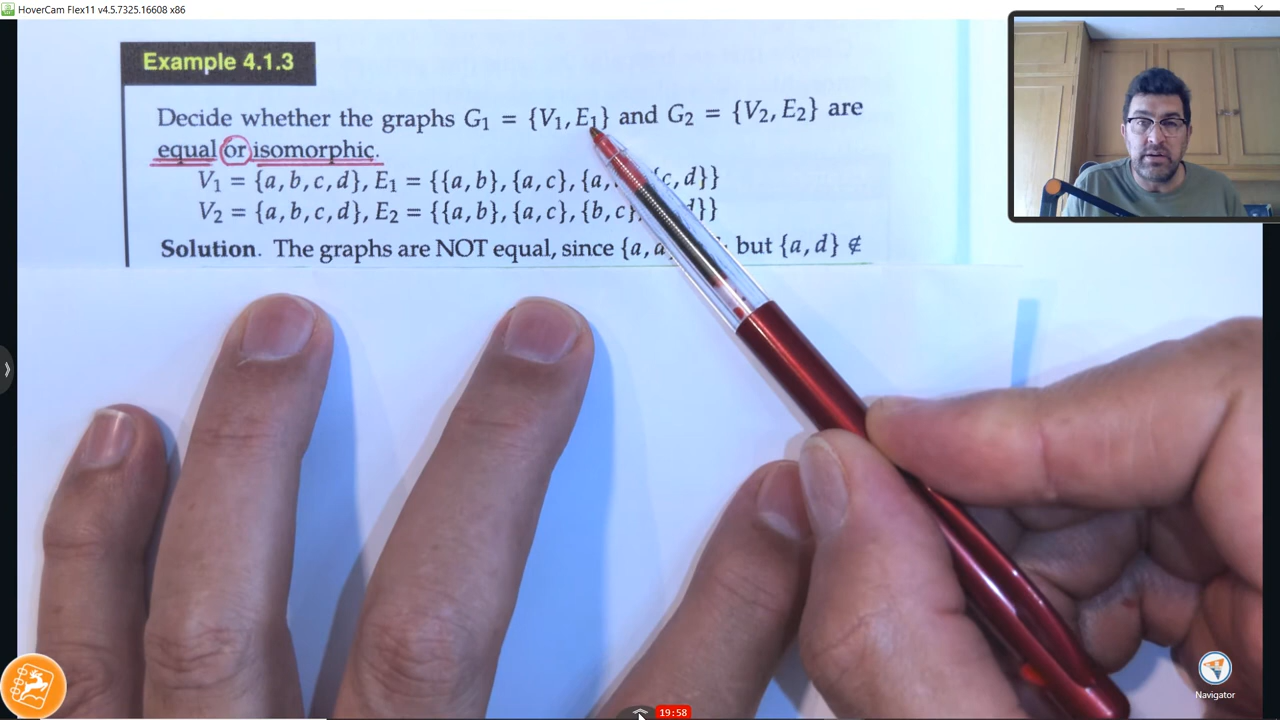 HoverCam Flex11 v4.5.7325.16608 x86
Example 4.1.3
Decide whether the graphs G₁ = {V₁, E₁} and G₂ = {V₂, E₂} are
equal or isomorphic.
V₁ = {a, b, c, d}, E₁ = {{a, b}, {a, c}, {a, {c, d}}
V₂ = {a, b, c, d}, E₂ = {{a, b}, {a, c}, {b, c}, d}}
Solution. The graphs are NOT equal, since {a, but {a, d} ∉
Navigator
19:58